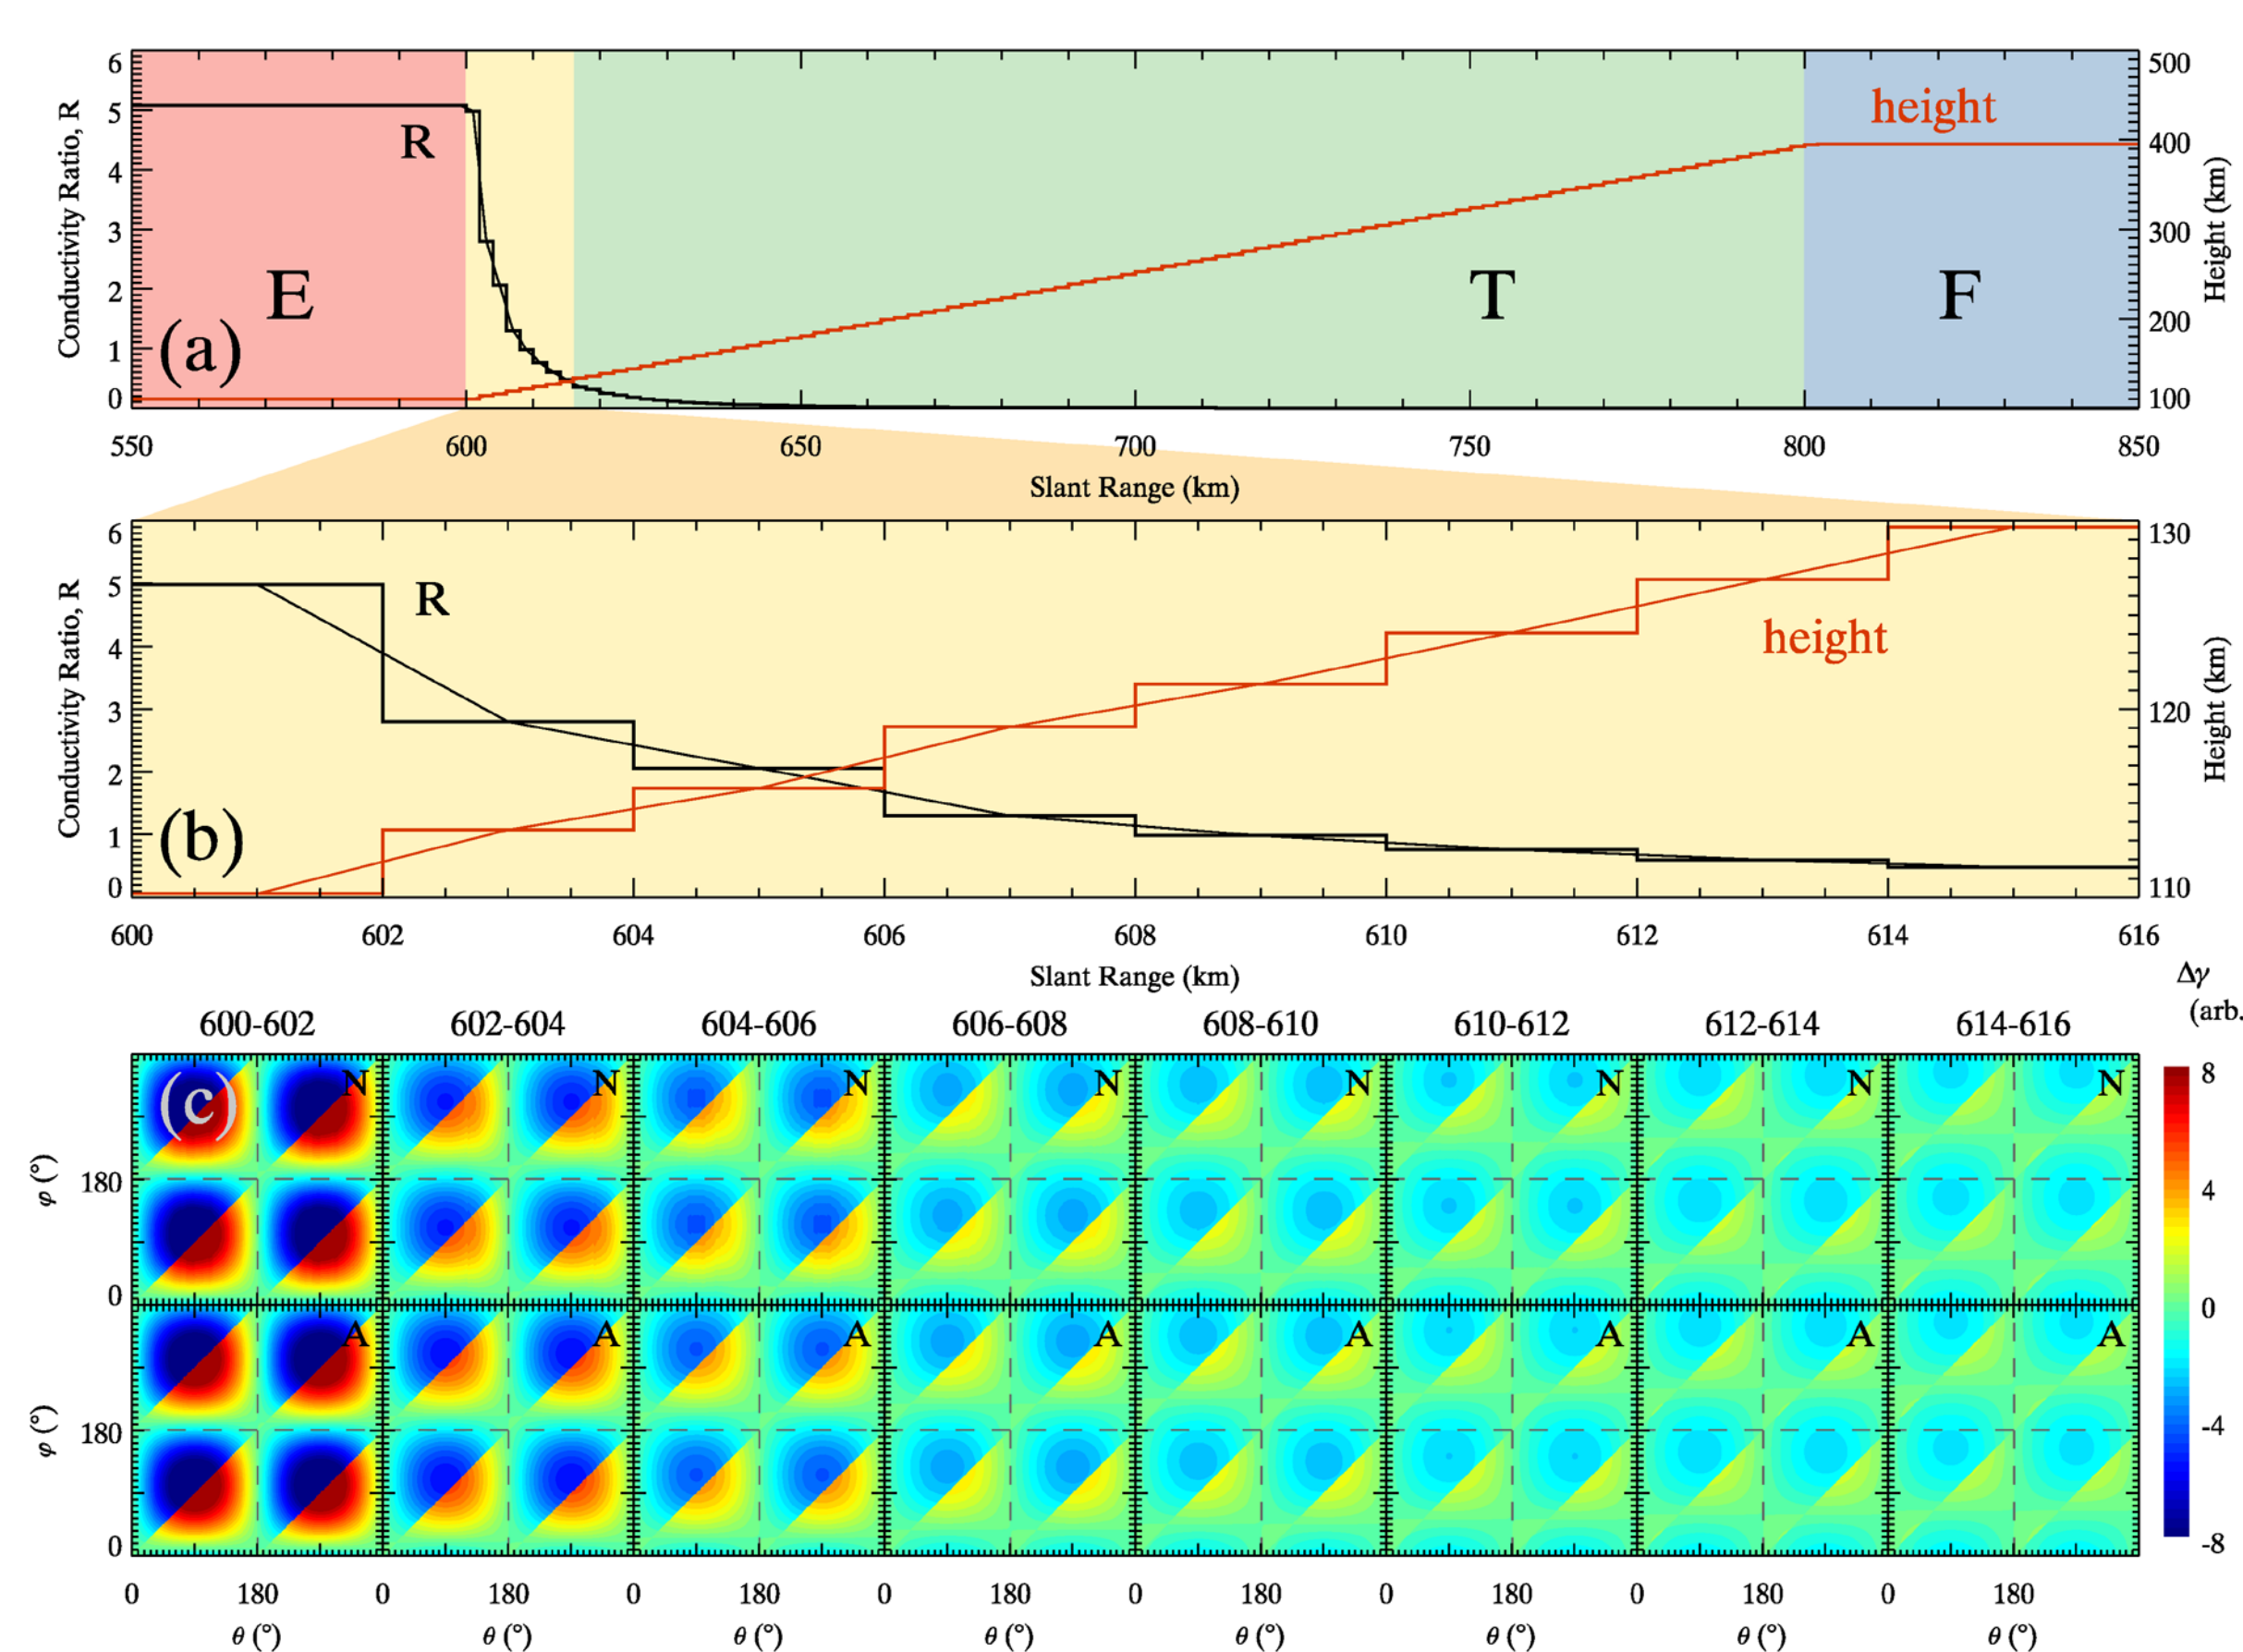 6
5
4
3
2
1
0
Conductivity Ratio, R
R
E
(a)
T
F
height
500
400
300
200
100
Height (km)
550 600 650 700 750 800 850
Slant Range (km)
6
5
4
3
2
1
0
Conductivity Ratio, R
R
(b)
height
130
120
110
Height (km)
600 602 604 606 608 610 612 614 616
Slant Range (km)
Δγ
(arb.
600-602 602-604 604-606 606-608 608-610 610-612 612-614 614-616
(c) N N N N N N N N
φ (°)
180
0
A A A A A A A A
φ (°)
180
0
8
4
0
-4
-8
0 180 0 180 0 180 0 180 0 180 0 180 0 180 0 180
θ (°) θ (°) θ (°) θ (°) θ (°) θ (°) θ (°) θ (°)